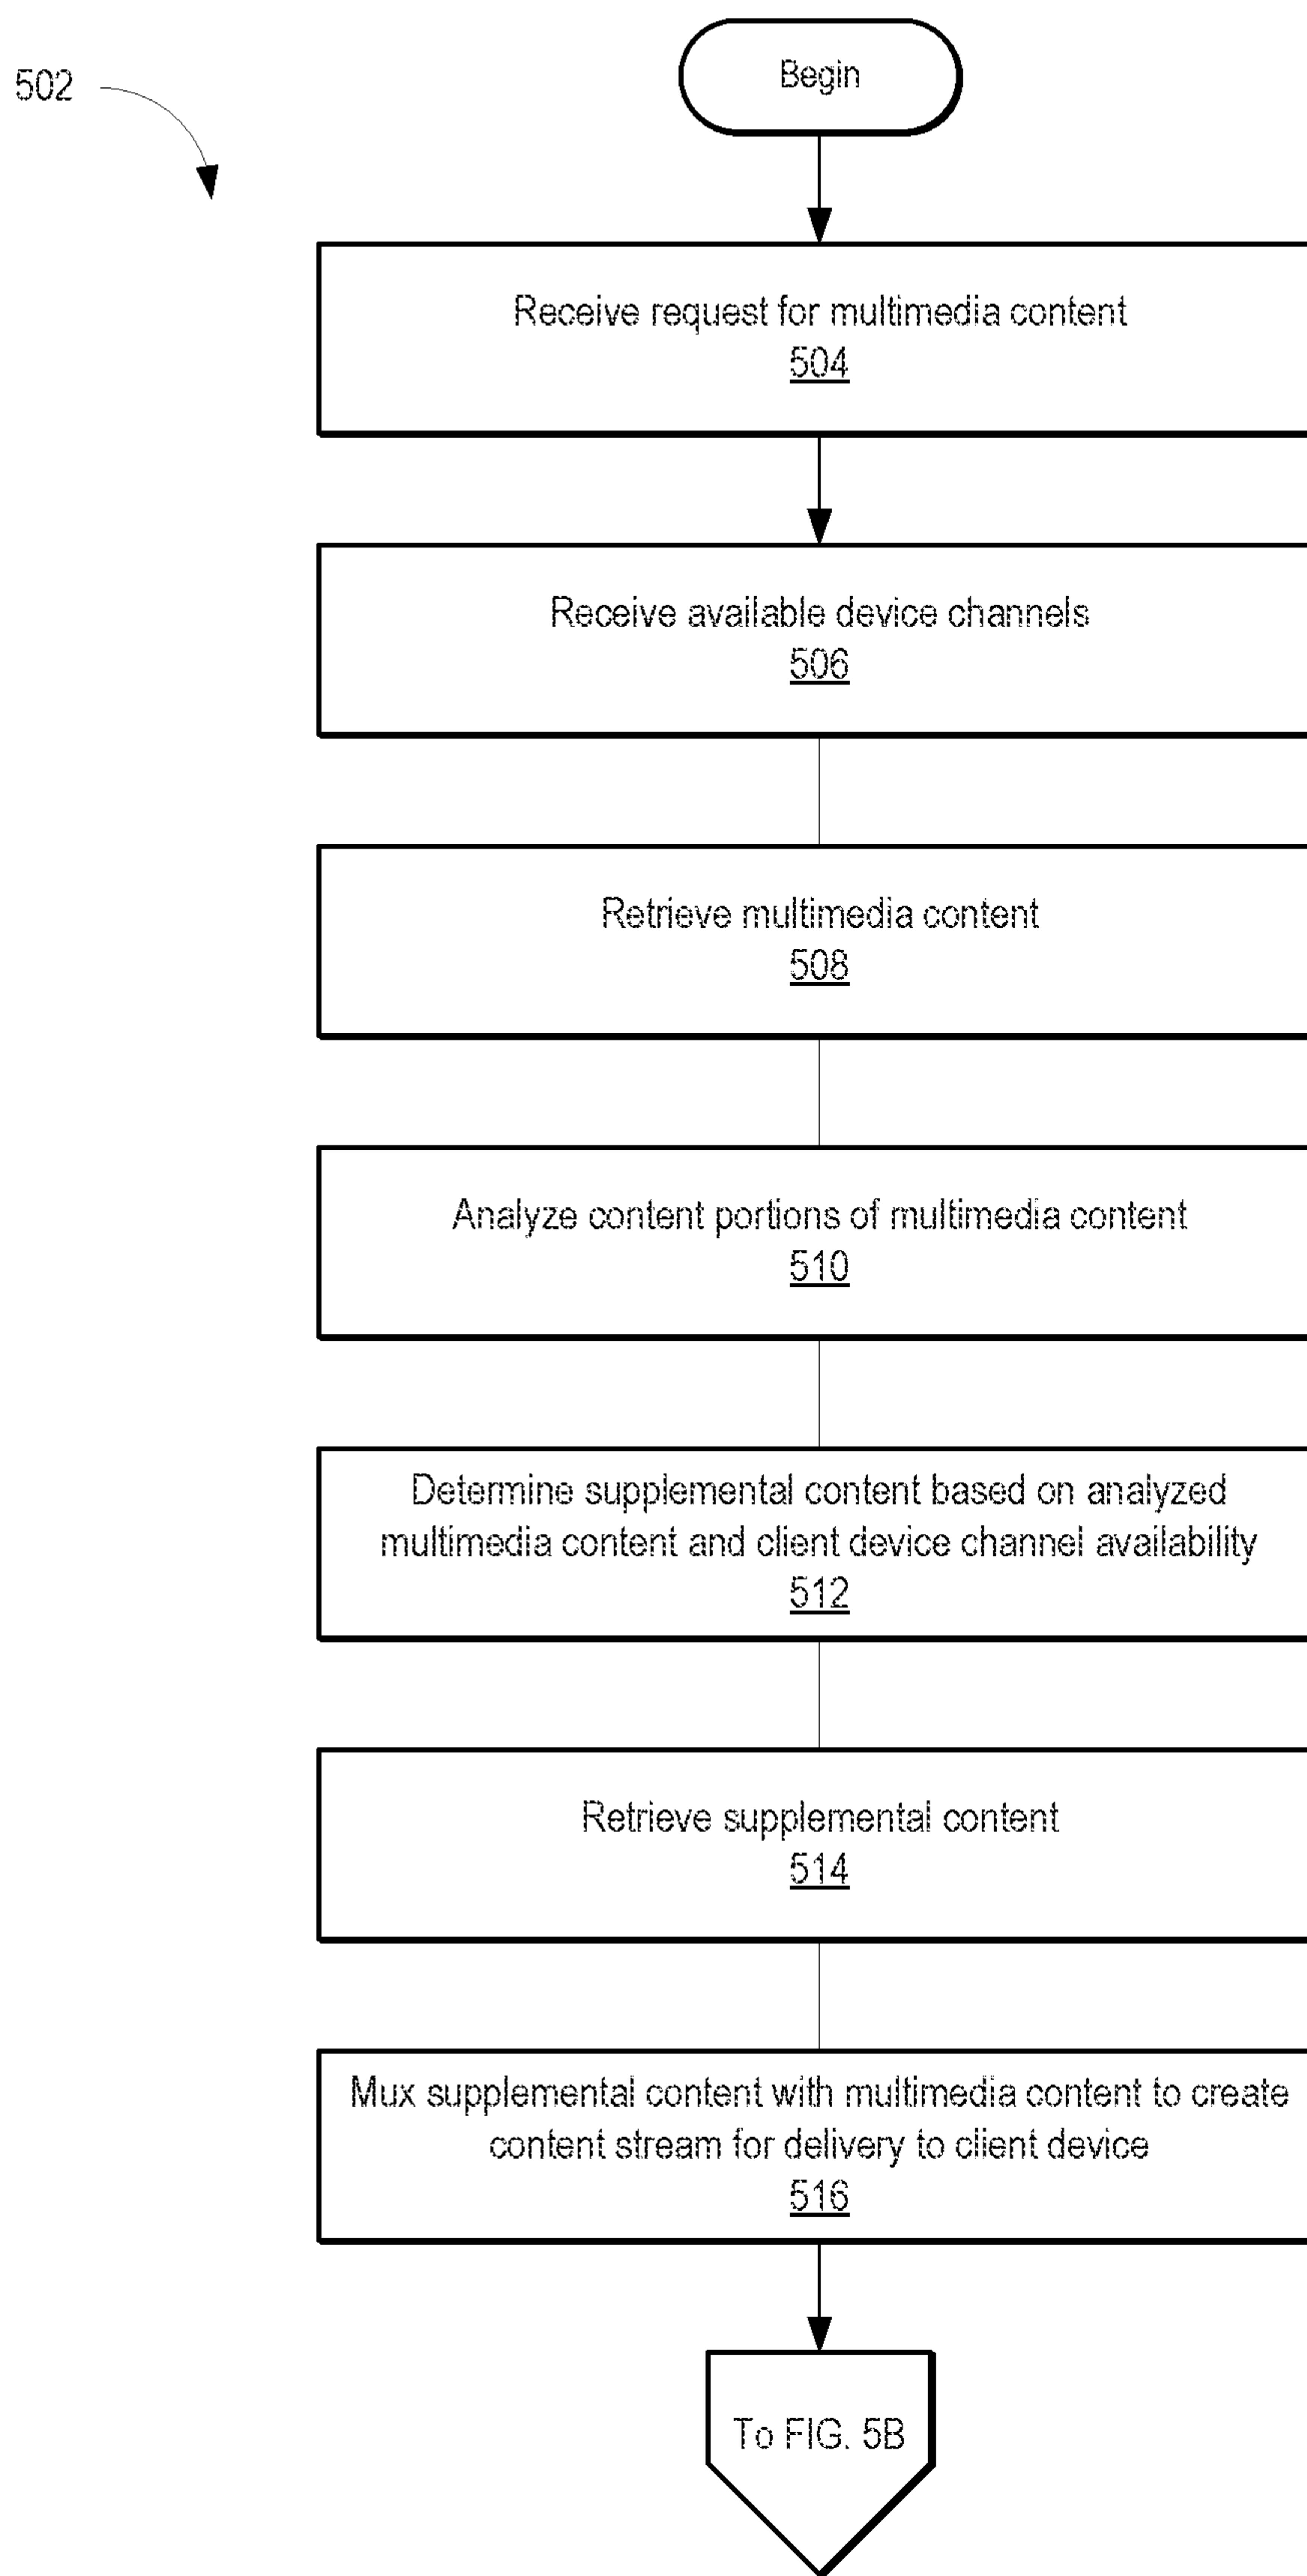 502
Begin
Receive request for multimedia content
504
Receive available device channels
506
Retrieve multimedia content
508
Analyze content portions of multimedia content
510
Determine supplemental content based on analyzed
multimedia content and client device channel availability
512
Retrieve supplemental content
514
Mux supplemental content with multimedia content to create
content stream for delivery to client device
516
To FIG. 5B